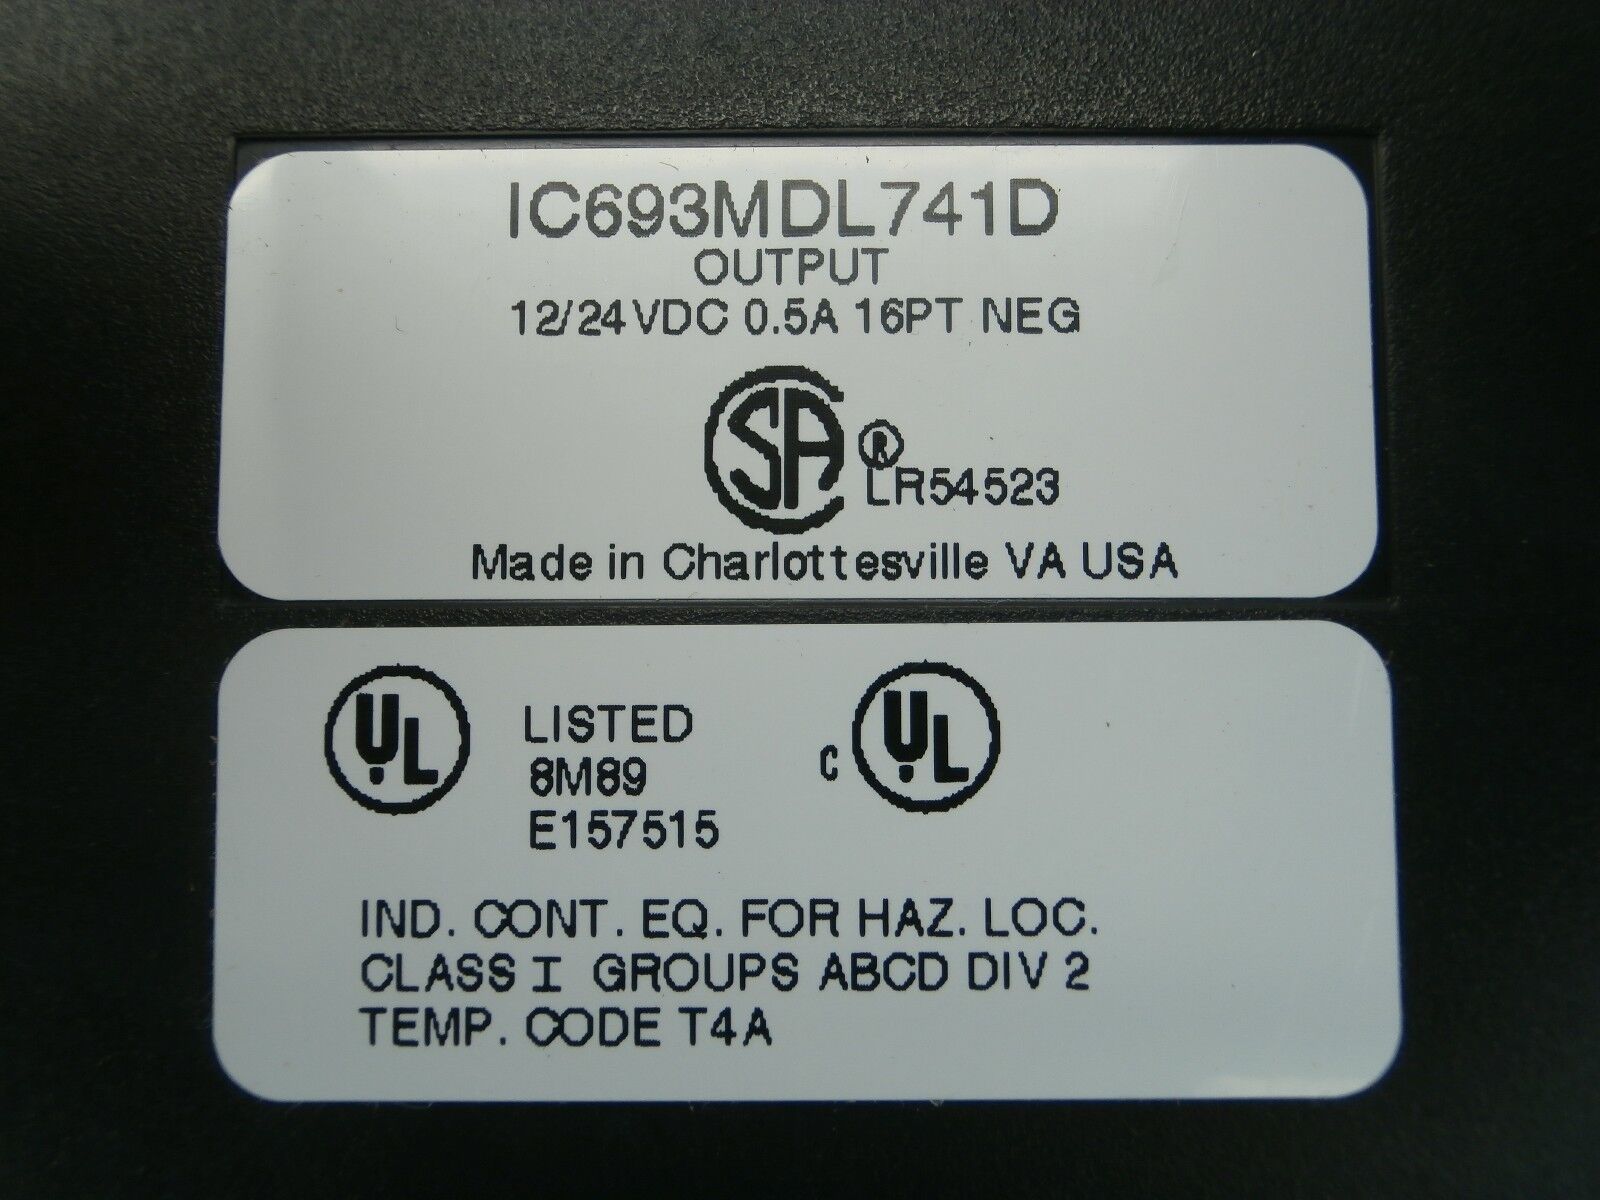 IC693MDL741D
OUTPUT
12/24VDC 0.5A 16PT NEG
CSA ®
LR54523
Made in Charlottesville VA USA
UL LISTED C UL
8M89
E157515
IND. CONT. EQ. FOR HAZ. LOC.
CLASS I GROUPS ABCD DIV 2
TEMP. CODE T4A